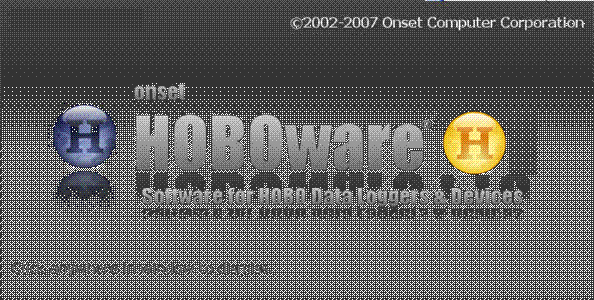 ©2002-2007 Onset Computer Corporation
onset
H
HOBOware®
H
Software for HOBO Data Loggers & Devices